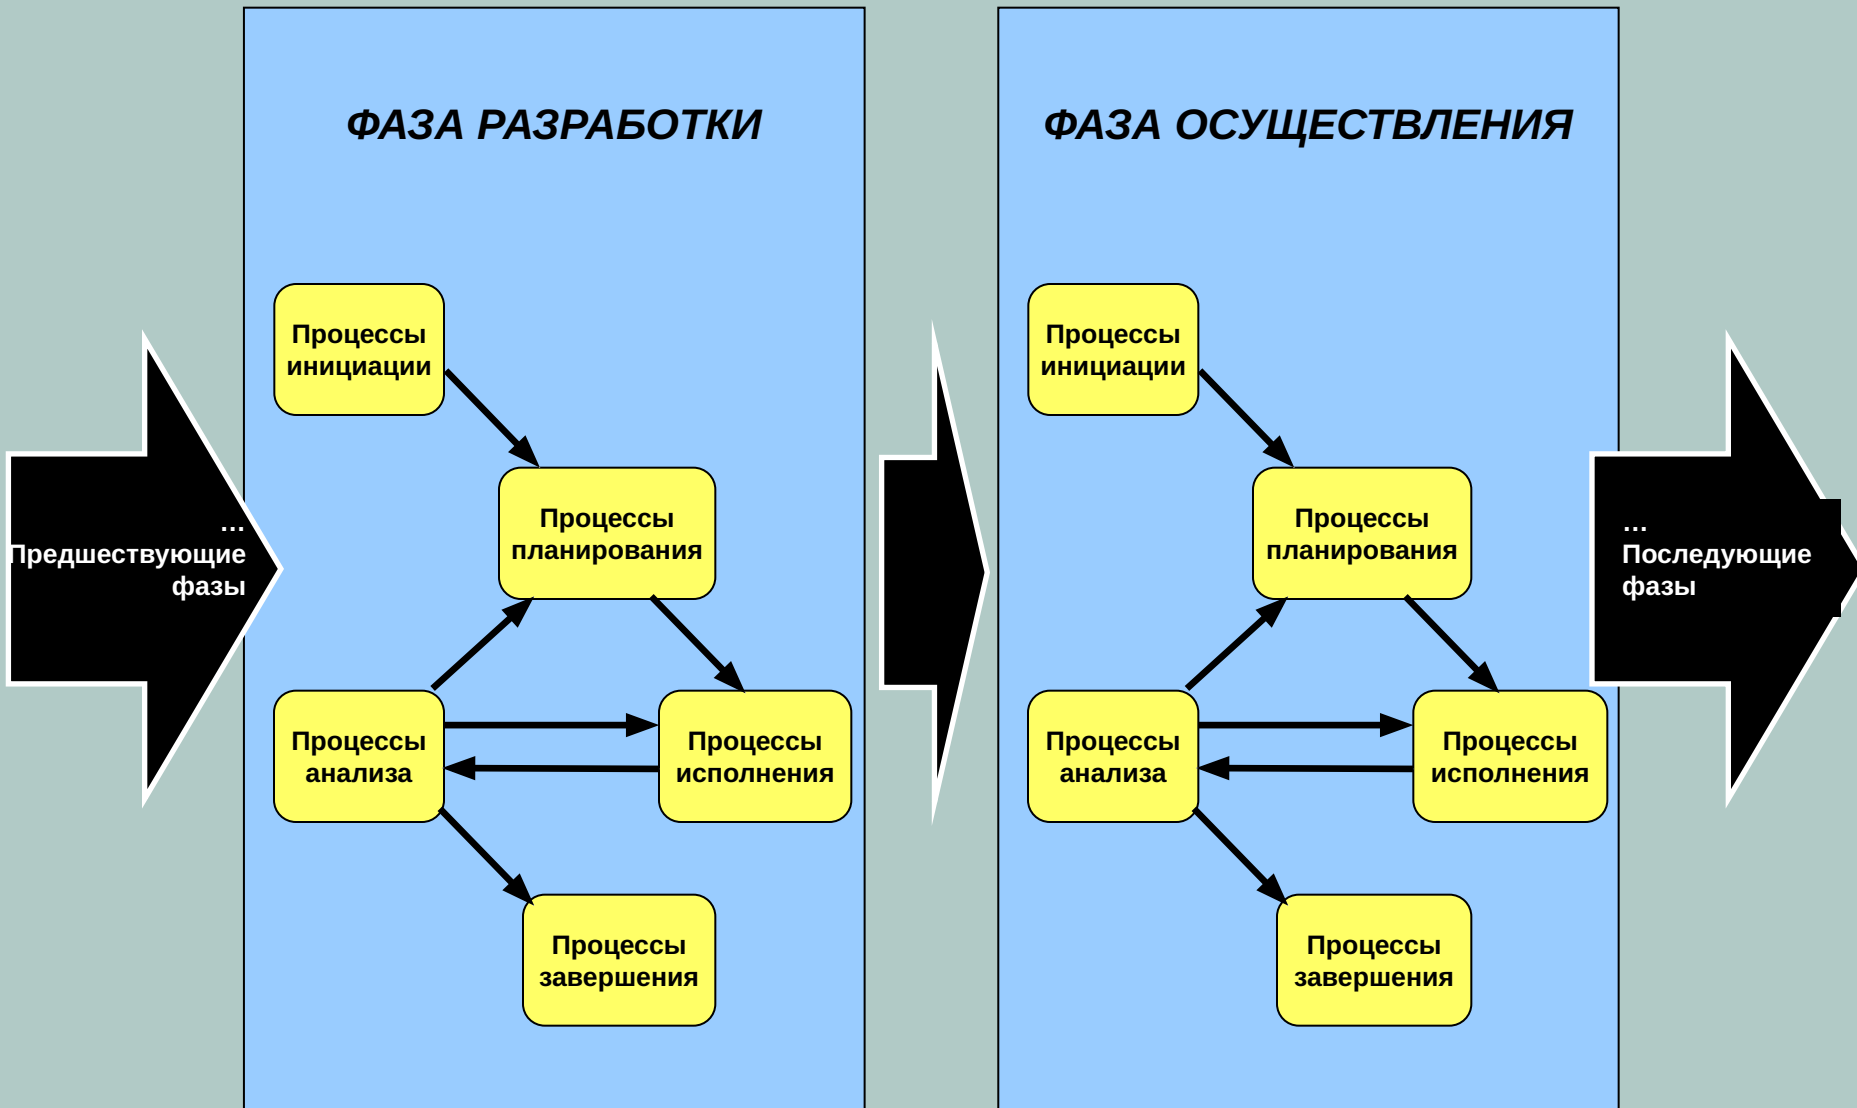 ФАЗА РАЗРАБОТКИ
ФАЗА ОСУЩЕСТВЛЕНИЯ
...
Предшествующие
фазы
Процессы
инициации
Процессы
планирования
Процессы
анализа
Процессы
исполнения
Процессы
завершения
Процессы
инициации
Процессы
планирования
Процессы
анализа
Процессы
исполнения
Процессы
завершения
...
Последующие
фазы